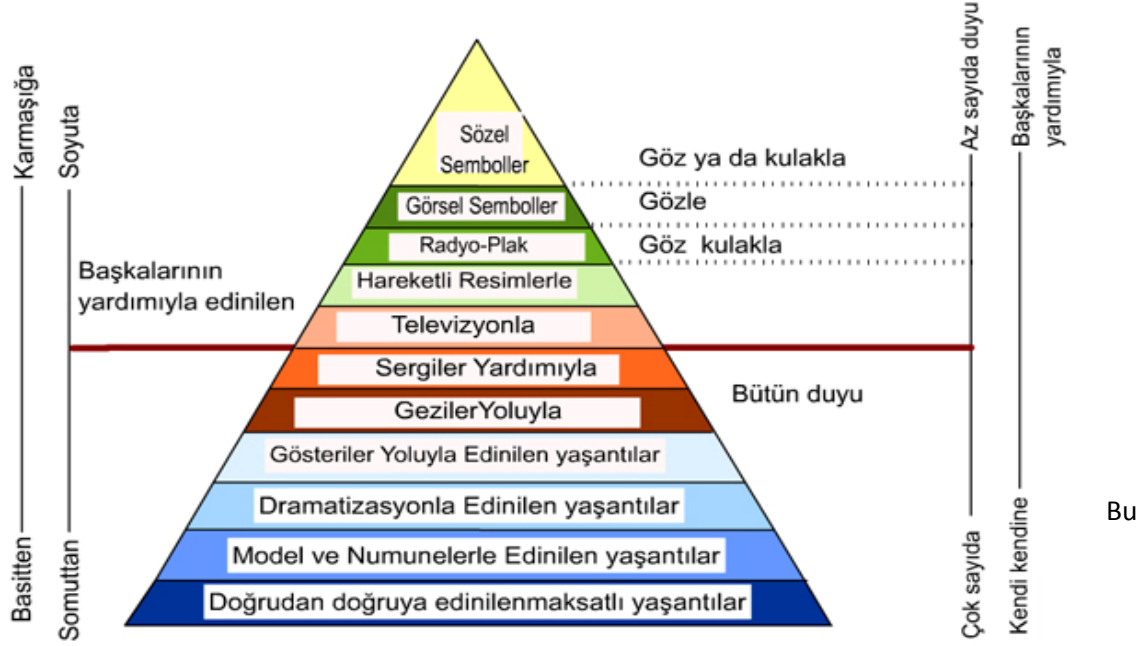 Karmaşığa
Soyuta
Basitten
Somuttan
Başkalarının
yardımıyla edinilen
Sözel
Semboller
Görsel Semboller
Radyo-Plak
Hareketli Resimlerle
Televizyonla
Sergiler Yardımıyla
GezilerYoluyla
Gösteriler Yoluyla Edinilen yaşantılar
Dramatizasyonla Edinilen yaşantılar
Model ve Numunelerle Edinilen yaşantılar
Doğrudan doğruya edinilenmaksatlı yaşantılar
Göz ya da kulakla
Gözle
Göz kulakla
Bütün duyu
Az sayıda duyu
Çok sayıda
Başkalarının
yardımıyla
Kendi kendine
Bu